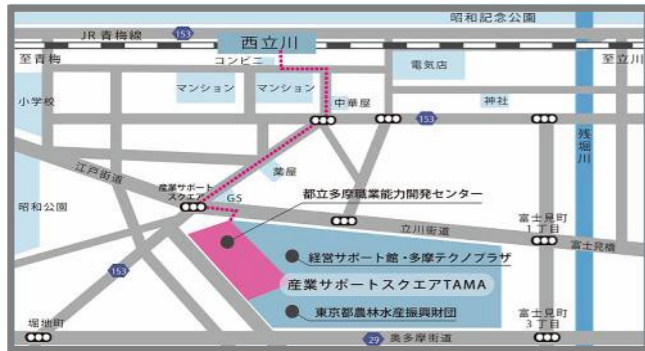 昭和記念公園
JR青梅線
153
西立川
至青梅
コンビニ
至立川
電気店
マンション
マンション
小学校
中華屋
神社
153
残堀川
江戸街道
薬屋
産業サポート
スクエア
GS
都立多摩職業能力開発センター
昭和公園
立川街道
富士見町
1丁目
富士見橋
経営サポート館・多摩テクノプラザ
153
産業サポートスクエアTAMA
東京都農林水産振興財団
堀地町
富士見町
3丁目
29
奥多摩街道